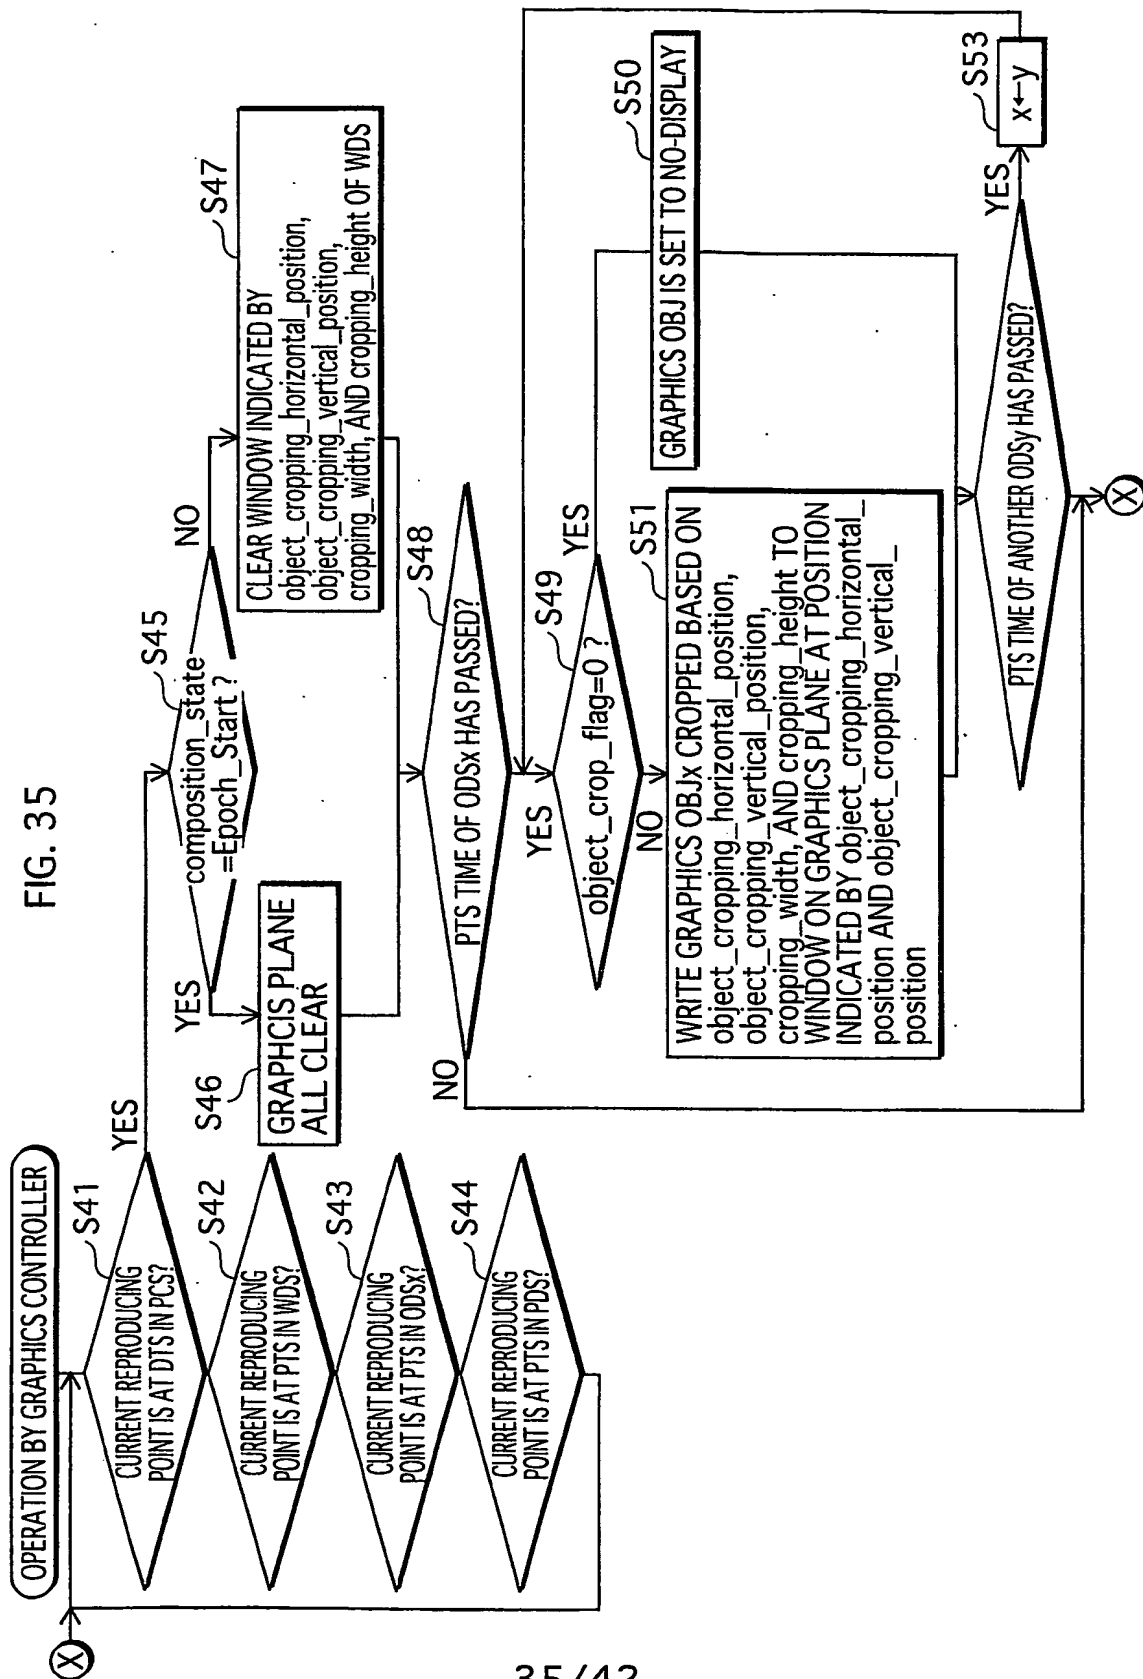 FIG. 35
OPERATION BY GRAPHICS CONTROLLER
X
S41
CURRENT REPRODUCING
POINT IS AT DTS IN PCS?
YES
S42
CURRENT REPRODUCING
POINT IS AT PTS IN WDS?
S43
CURRENT REPRODUCING
POINT IS AT PTS IN ODSx?
S44
CURRENT REPRODUCING
POINT IS AT PTS IN PDS?
S45
composition_state
=Epoch_Start ?
YES
NO
S46
GRAPHCIS PLANE
ALL CLEAR
S47
CLEAR WINDOW INDICATED BY
object_cropping_horizontal_position,
object_cropping_vertical_position,
cropping_width, AND cropping_height OF WDS
S48
PTS TIME OF ODSx HAS PASSED?
NO
YES
S49
object_crop_flag=0 ?
YES
NO
S50
GRAPHICS OBJ IS SET TO NO-DISPLAY
S51
WRITE GRAPHICS OBJx CROPPED BASED ON
object_cropping_horizontal_position,
object_cropping_vertical_position,
cropping_width, AND cropping_height TO
WINDOW ON GRAPHICS PLANE AT POSITION
INDICATED BY object_cropping_horizontal_
position AND object_cropping_vertical_
position
PTS TIME OF ANOTHER ODSy HAS PASSED?
YES
S53
x←y
X
35/42